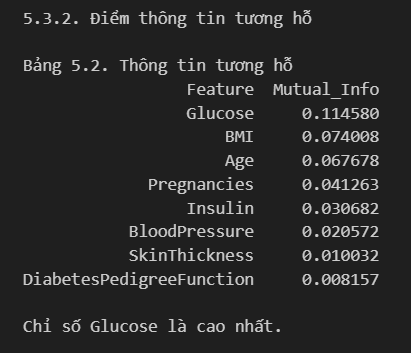 5.3.2. Điểm thông tin tương hỗ
Bảng 5.2. Thông tin tương hỗ
Feature Mutual_Info
Glucose 0.114580
BMI 0.074008
Age 0.067678
Pregnancies 0.041263
Insulin 0.030682
BloodPressure 0.020572
SkinThickness 0.010032
DiabetesPedigreeFunction 0.008157
Chỉ số Glucose là cao nhất.